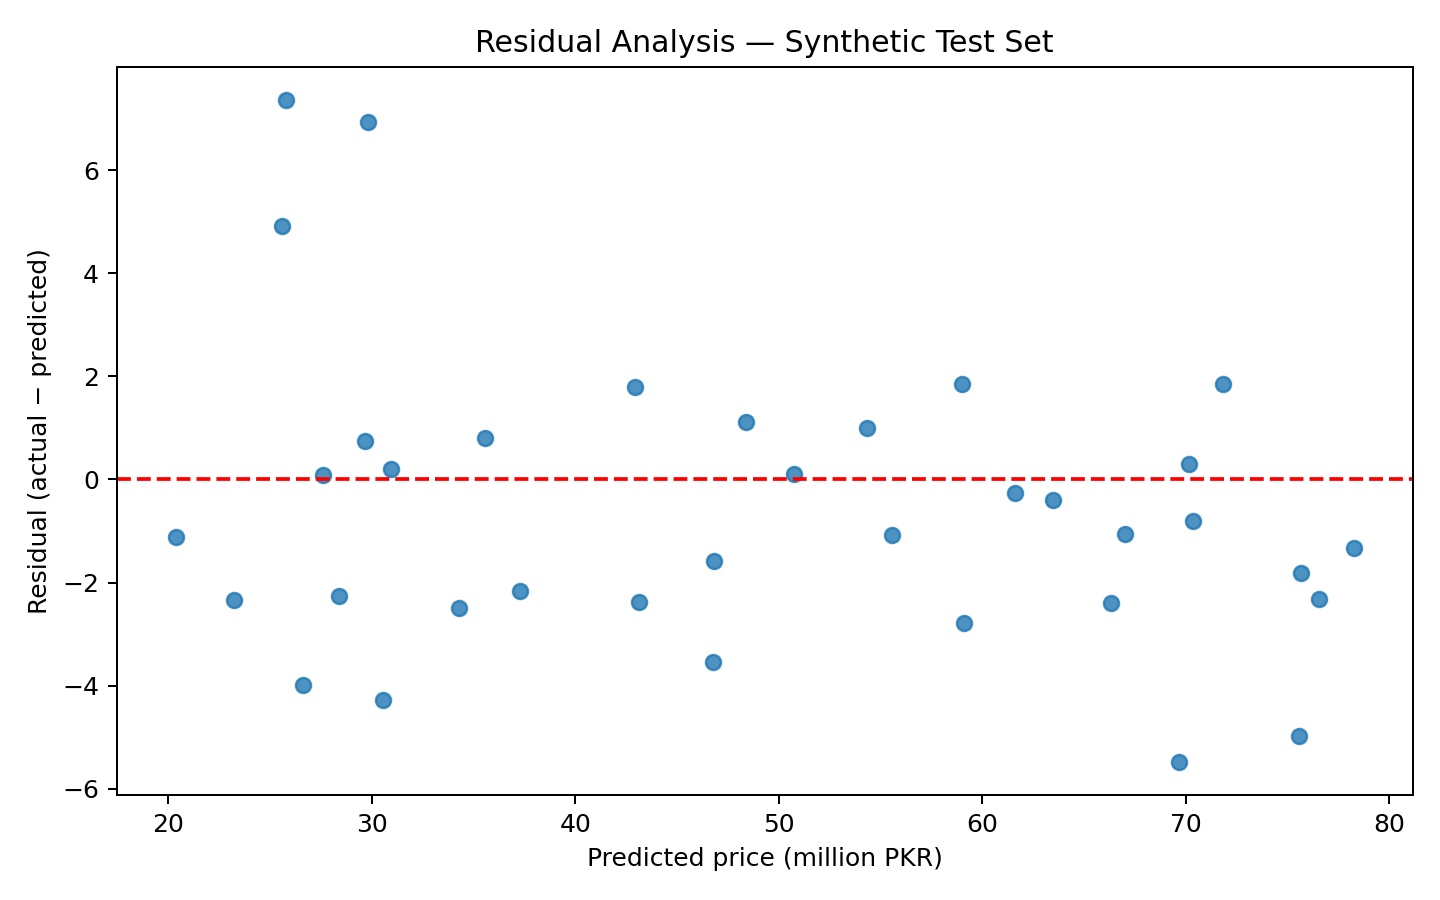 Residual Analysis — Synthetic Test Set
Residual (actual − predicted)
6
4
2
0
−2
−4
−6
20 30 40 50 60 70 80
Predicted price (million PKR)